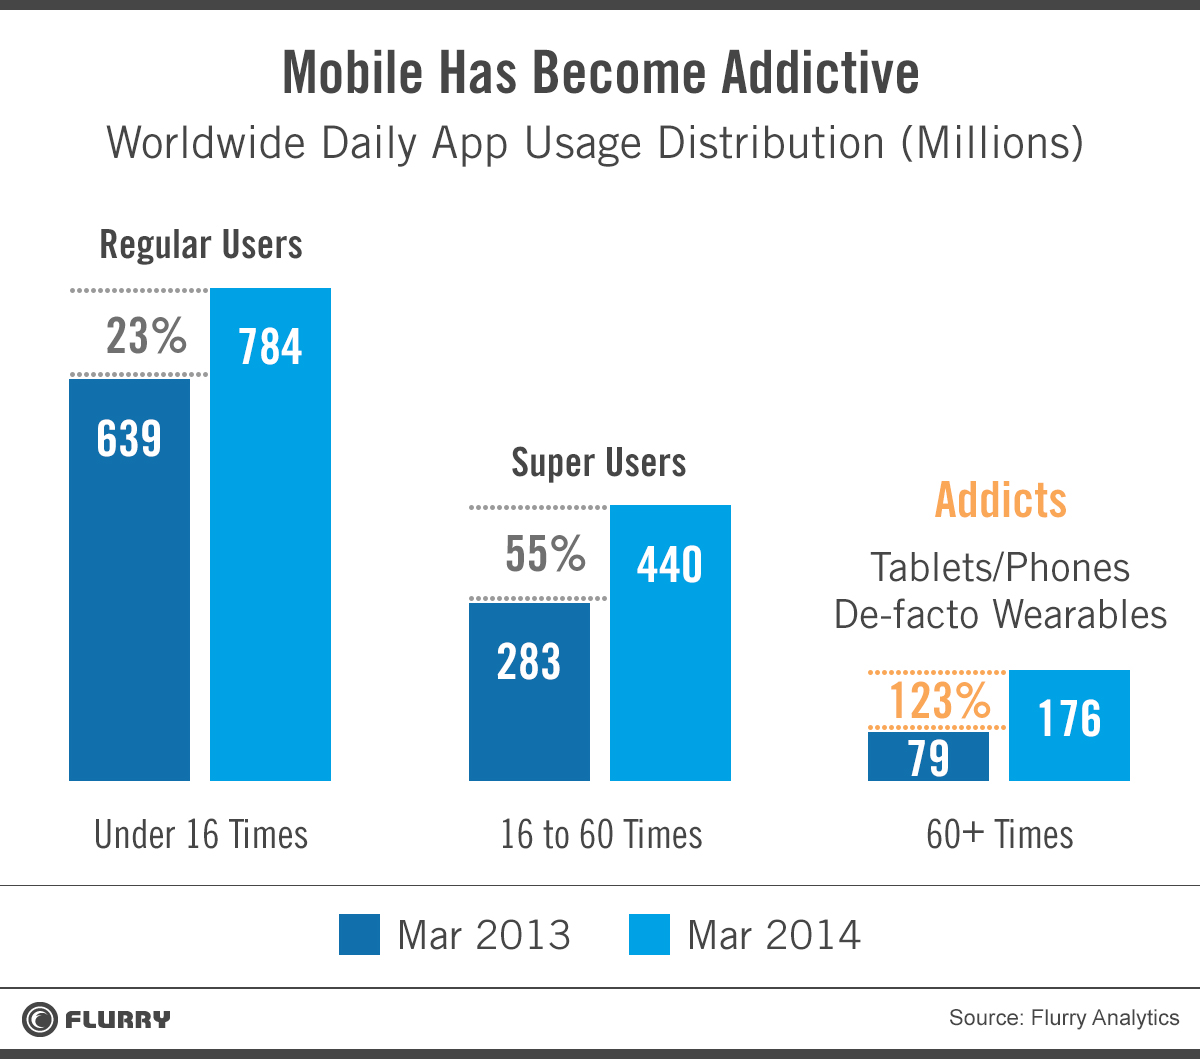 Mobile Has Become Addictive
Worldwide Daily App Usage Distribution (Millions)
Regular Users
23%
784
639
Super Users
55%
440
283
Addicts
Tablets/Phones
De-facto Wearables
123%
176
79
Under 16 Times
16 to 60 Times
60+ Times
Mar 2013
Mar 2014
FLURRY
Source: Flurry Analytics